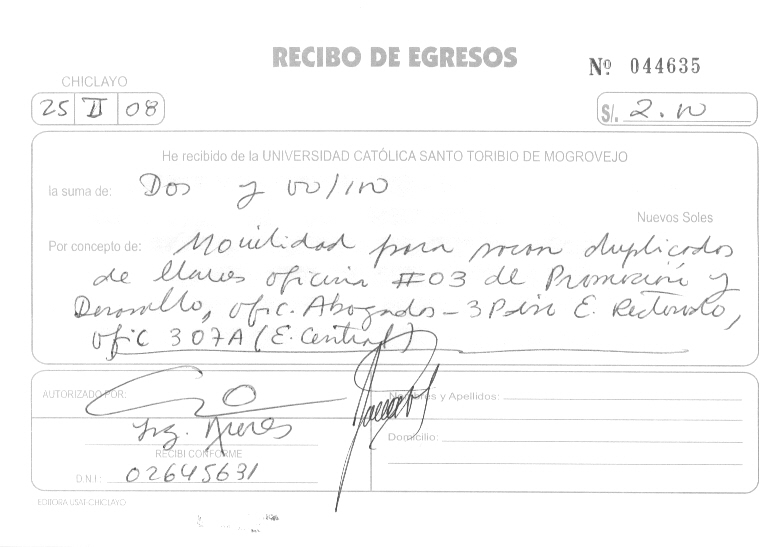 RECIBO DE EGRESOS
Nº 044635
CHICLAYO
25 II 08
S/. 2.00
He recibido de la UNIVERSIDAD CATÓLICA SANTO TORIBIO DE MOGROVEJO
la suma de: Dos y 00/100
Nuevos Soles
Por concepto de: Movilidad para sacar duplicados
de llaves oficina #03 de Promoción y
Desarrollo, ofic. Abogados - 3 Piso E. Rectorado,
ofic 307A (E. Central)
AUTORIZADO POR:
Nombres y Apellidos:
Ing.
Domicilio:
RECIBI CONFORME
D.N.I: 02645631
EDITORA USAT-CHICLAYO